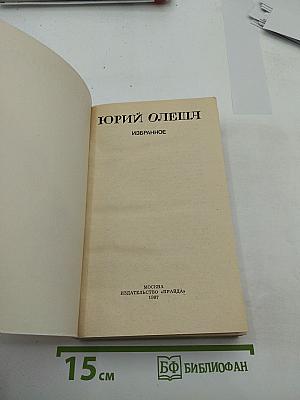 ЮРИЙ ОЛЕША
ИЗБРАННОЕ
МОСКВА
ИЗДАТЕЛЬСТВО «ПРАВДА»
1987
15 см
БФ БИБЛИОФАН